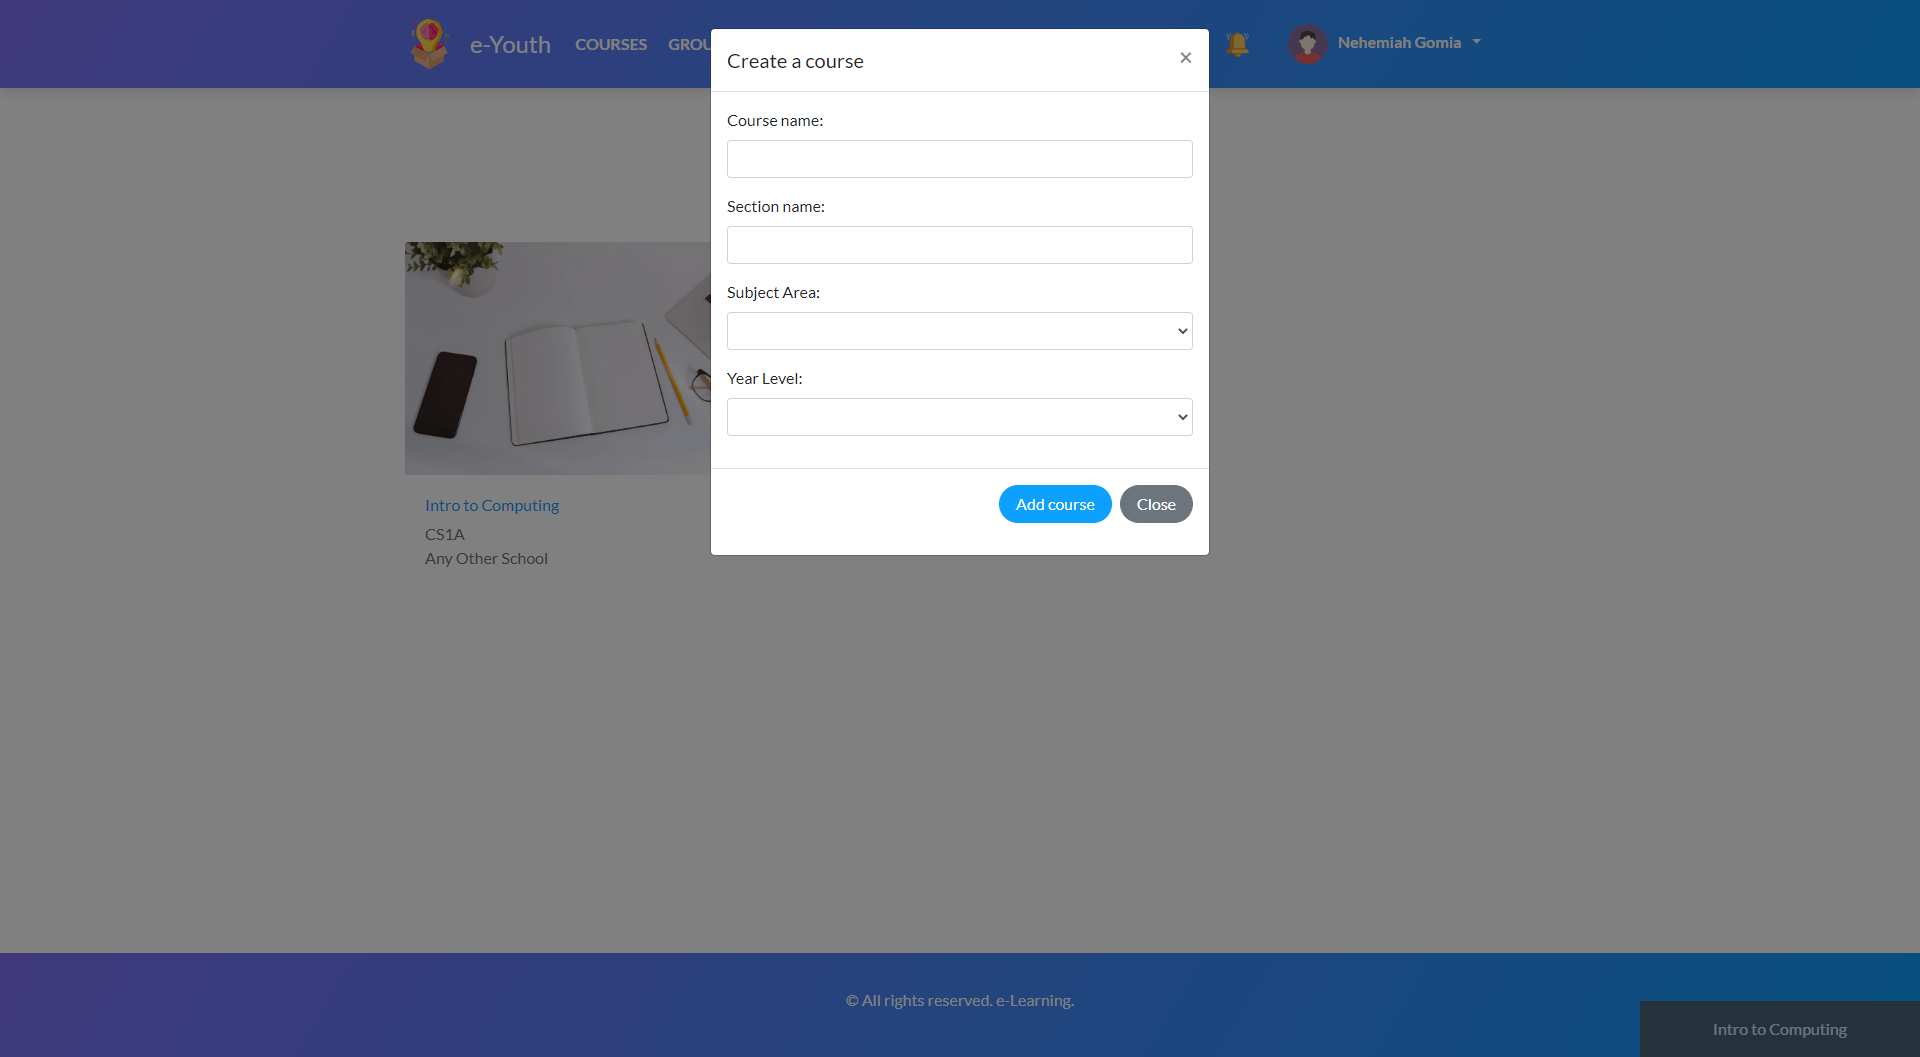 e-Youth
COURSES
GROU
Nehemiah Gomia
Create a course
×
Course name:
Section name:
Subject Area:
Year Level:
Add course
Close
Intro to Computing
CS1A
Any Other School
© All rights reserved. e-Learning.
Intro to Computing